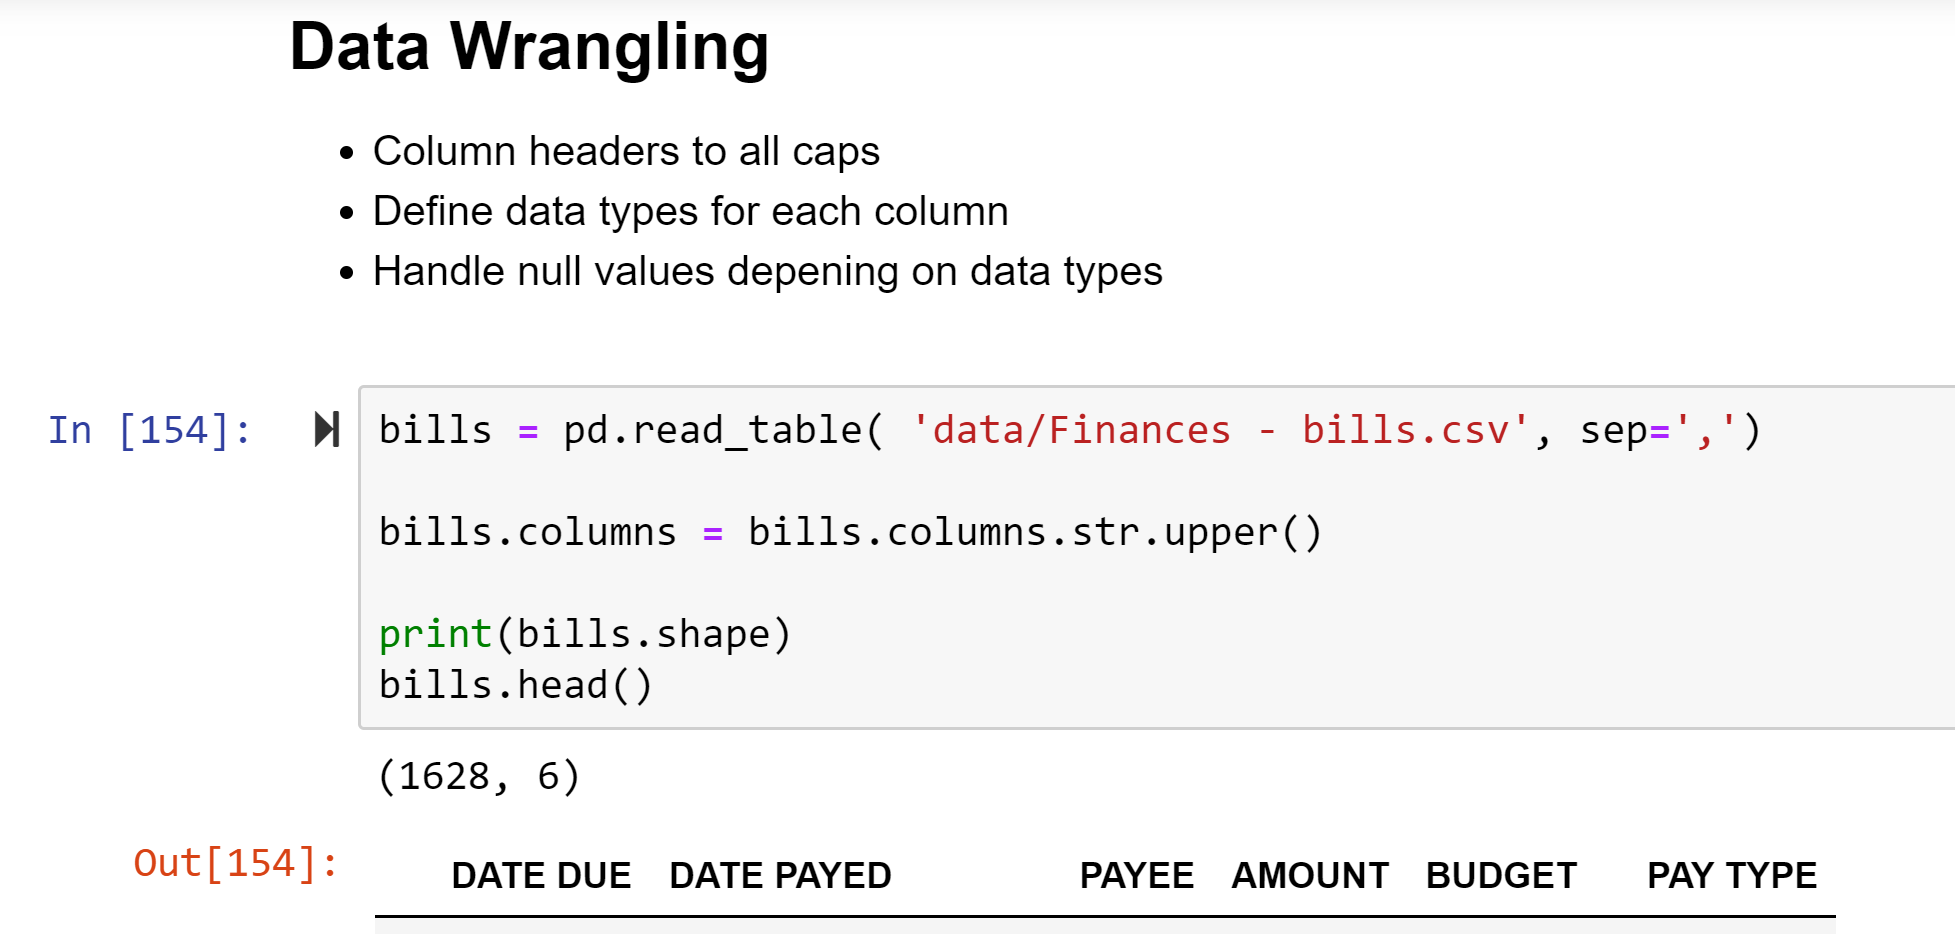 Data Wrangling
• Column headers to all caps
• Define data types for each column
• Handle null values depening on data types
In [154]: bills = pd.read_table( 'data/Finances - bills.csv', sep=',')
bills.columns = bills.columns.str.upper()
print(bills.shape)
bills.head()
(1628, 6)
Out[154]: DATE DUE DATE PAYED PAYEE AMOUNT BUDGET PAY TYPE